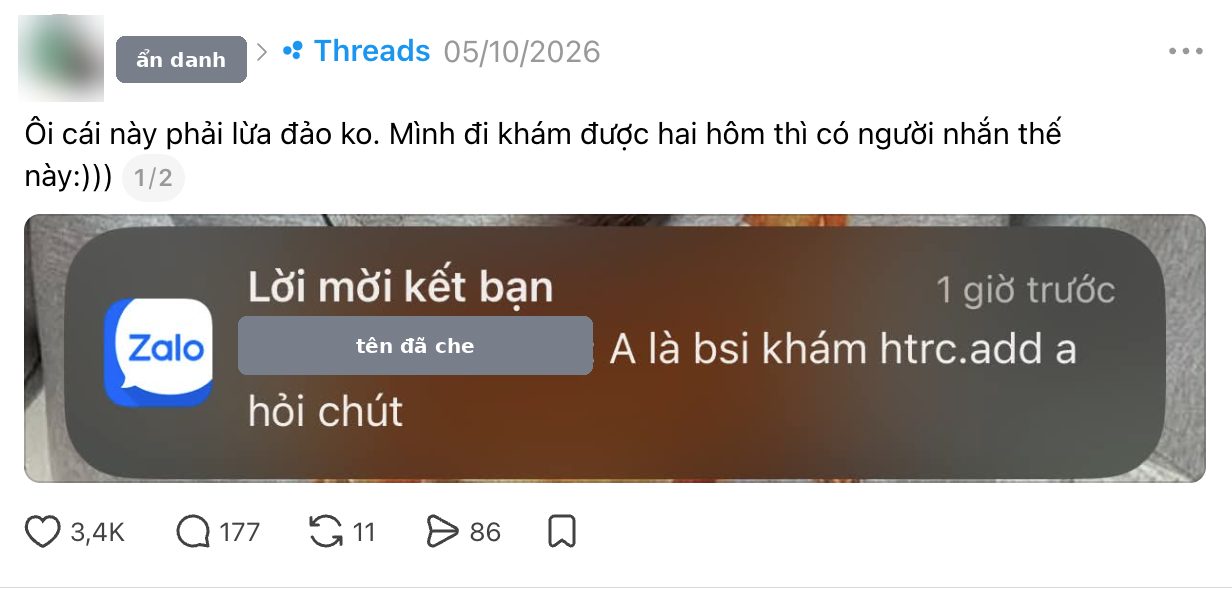 ẩn danh > Threads 05/10/2026
Ôi cái này phải lừa đảo ko. Mình đi khám được hai hôm thì có người nhắn thế
này:))) 1/2
Lời mời kết bạn 1 giờ trước
Zalo
tên đã che A là bsi khám htrc.add a
hỏi chút
3,4K 177 11 86